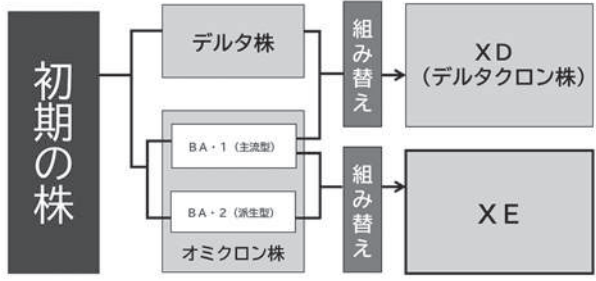 初期の株
デルタ株
BA・1（主流型）
BA・2（派生型）
オミクロン株
組み替え
XD
（デルタクロン株）
組み替え
XE